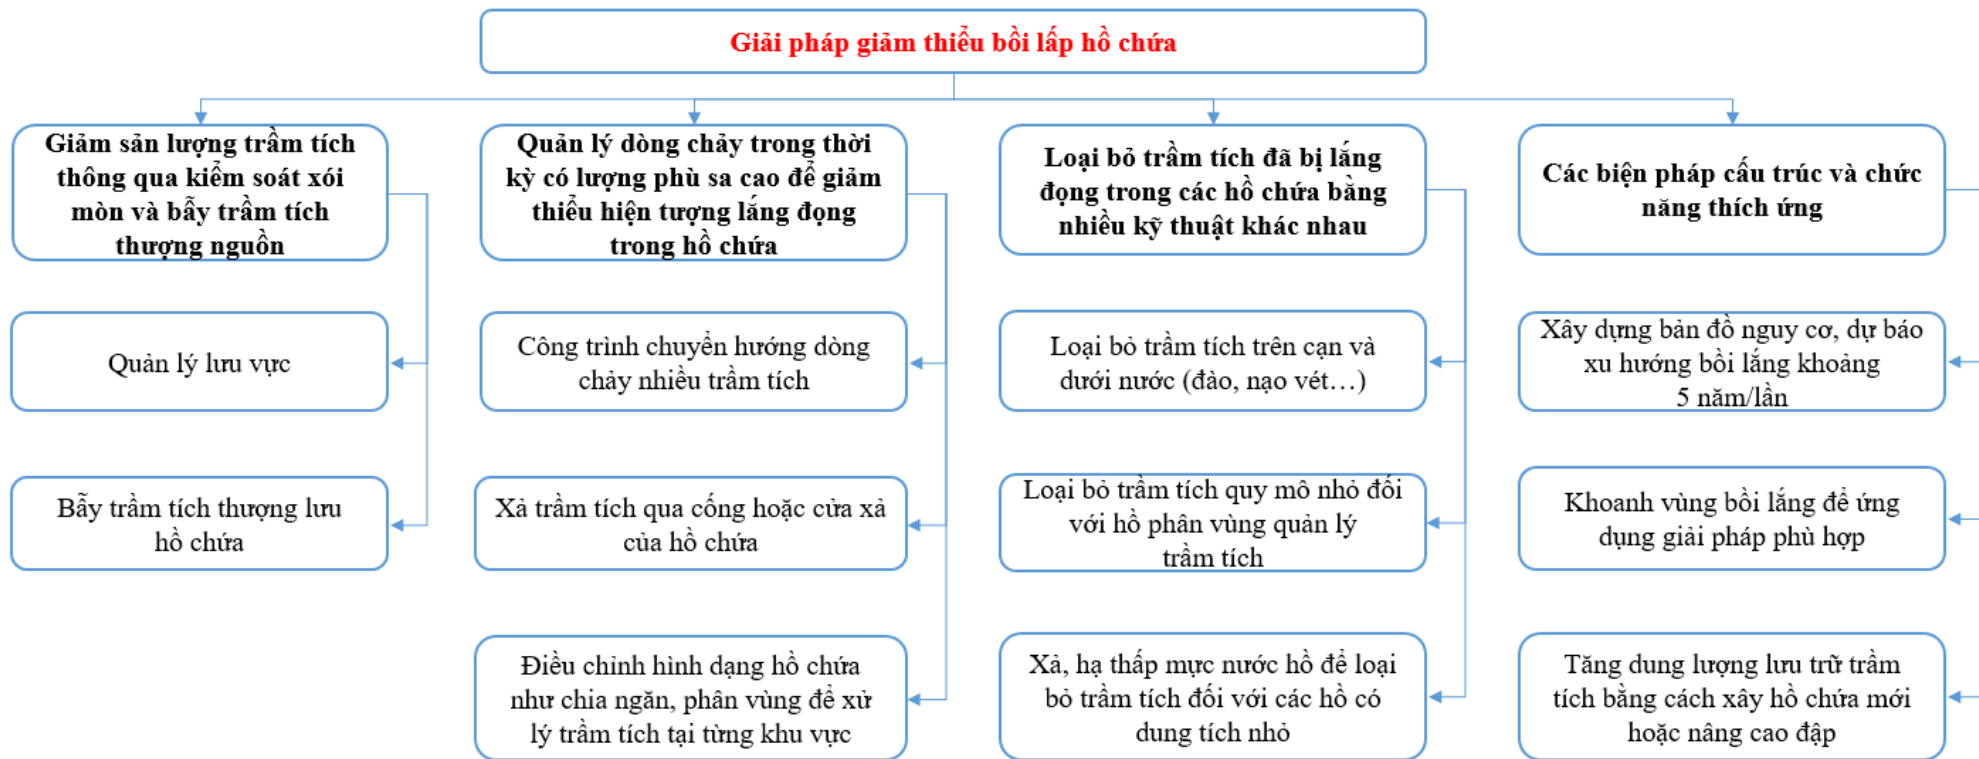 Giải pháp giảm thiểu bồi lấp hồ chứa
Giảm sản lượng trầm tích
thông qua kiểm soát xói
mòn và bẫy trầm tích
thượng nguồn
Quản lý lưu vực
Bẫy trầm tích thượng lưu
hồ chứa
Quản lý dòng chảy trong thời
kỳ có lượng phù sa cao để giảm
thiểu hiện tượng lắng đọng
trong hồ chứa
Công trình chuyển hướng dòng
chảy nhiều trầm tích
Xả trầm tích qua cống hoặc cửa xả
của hồ chứa
Điều chỉnh hình dạng hồ chứa
như chia ngăn, phân vùng để xử
lý trầm tích tại từng khu vực
Loại bỏ trầm tích đã bị lắng
đọng trong các hồ chứa bằng
nhiều kỹ thuật khác nhau
Loại bỏ trầm tích trên cạn và
dưới nước (đào, nạo vét…)
Loại bỏ trầm tích quy mô nhỏ đối
với hồ phân vùng quản lý
trầm tích
Xả, hạ thấp mực nước hồ để loại
bỏ trầm tích đối với các hồ có
dung tích nhỏ
Các biện pháp cấu trúc và chức
năng thích ứng
Xây dựng bản đồ nguy cơ, dự báo
xu hướng bồi lắng khoảng
5 năm/lần
Khoanh vùng bồi lắng để ứng
dụng giải pháp phù hợp
Tăng dung lượng lưu trữ trầm
tích bằng cách xây hồ chứa mới
hoặc nâng cao đập